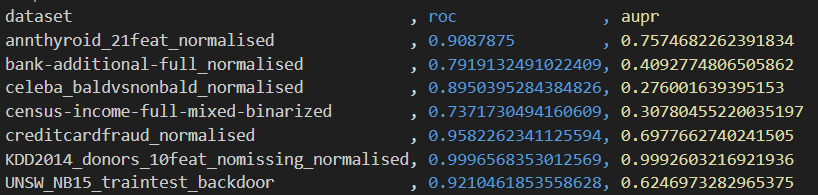 dataset , roc , aupr
annthyroid_21feat_normalised , 0.9087875 , 0.7574682262391834
bank-additional-full_normalised , 0.7919132491022409, 0.4092774806505862
celeba_baldvsnonbald_normalised , 0.8950395284384826, 0.276001639395153
census-income-full-mixed-binarized , 0.7371730494160609, 0.30780455220035197
creditcardfraud_normalised , 0.9582262341125594, 0.6977662740241505
KDD2014_donors_10feat_nomissing_normalised, 0.9996568353012569, 0.9992603216921936
UNSW_NB15_traintest_backdoor , 0.9210461853558628, 0.6246973282965375